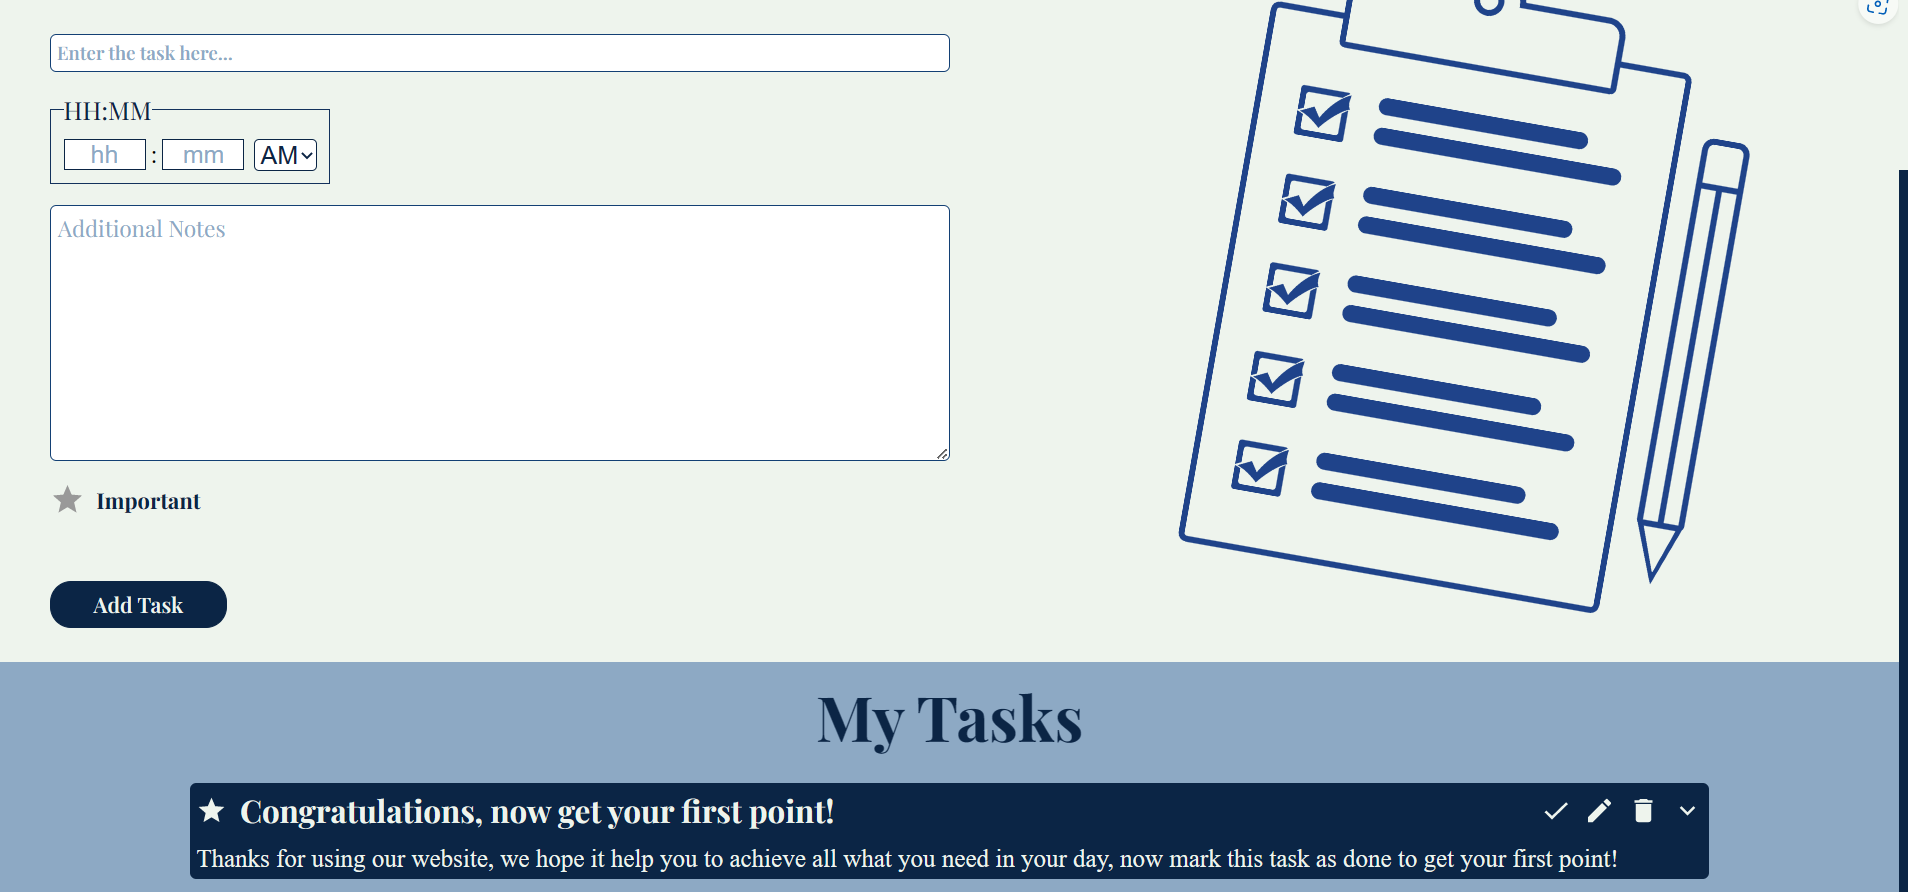 Enter the task here...
HH:MM
hh : mm AM
Additional Notes
Important
Add Task
My Tasks
Congratulations, now get your first point!
Thanks for using our website, we hope it help you to achieve all what you need in your day, now mark this task as done to get your first point!